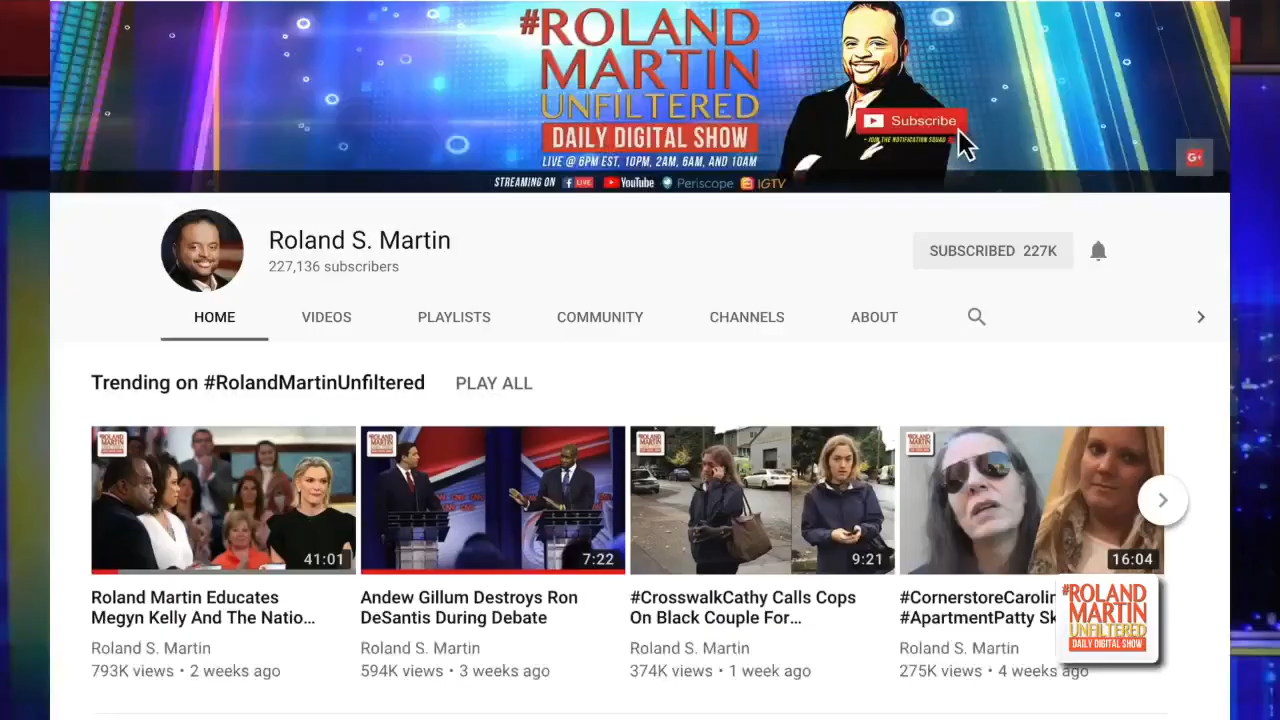 #ROLAND
MARTIN
UNFILTERED
DAILY DIGITAL SHOW
LIVE @ 6PM EST, 10PM, 2AM, 6AM, AND 10AM
Subscribe
- JOIN THE NOTIFICATION SQUAD
STREAMING ON f LIVE YouTube Periscope IGTV
G+
Roland S. Martin
227,136 subscribers
SUBSCRIBED 227K
HOME VIDEOS PLAYLISTS COMMUNITY CHANNELS ABOUT
Trending on #RolandMartinUnfiltered PLAY ALL
41:01
7:22
9:21
16:04
Roland Martin Educates
Megyn Kelly And The Natio...
Roland S. Martin
793K views • 2 weeks ago
Andew Gillum Destroys Ron
DeSantis During Debate
Roland S. Martin
594K views • 3 weeks ago
#CrosswalkCathy Calls Cops
On Black Couple For...
Roland S. Martin
374K views • 1 week ago
#CornerstoreCarolin
#ApartmentPatty Sk
Roland S. Martin
275K views • 4 weeks ago
#ROLAND
MARTIN
UNFILTERED
DAILY DIGITAL SHOW